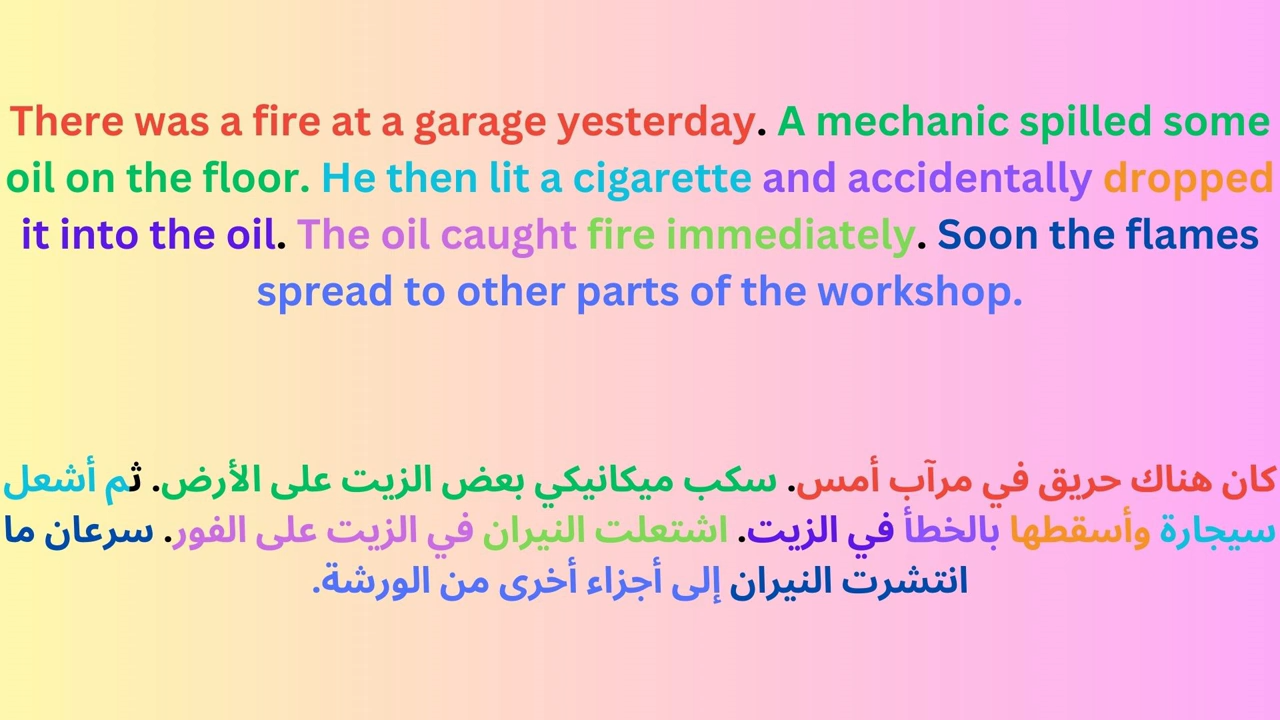 There was a fire at a garage yesterday. A mechanic spilled some
oil on the floor. He then lit a cigarette and accidentally dropped
it into the oil. The oil caught fire immediately. Soon the flames
spread to other parts of the workshop.
كان هناك حريق في مرآب أمس. سكب ميكانيكي بعض الزيت على الأرض. ثم أشعل
سيجارة وأسقطها بالخطأ في الزيت. اشتعلت النيران في الزيت على الفور. سرعان ما
انتشرت النيران إلى أجزاء أخرى من الورشة.